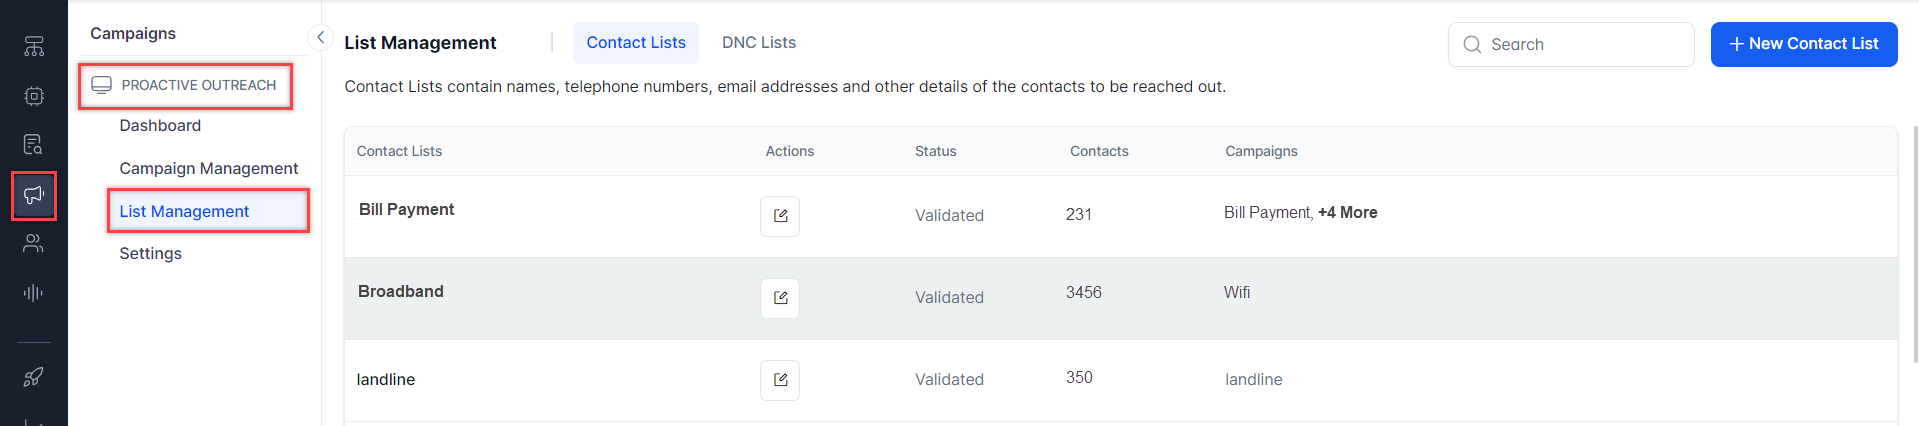 Campaigns
PROACTIVE OUTREACH
Dashboard
Campaign Management
List Management
Settings
List Management
Contact Lists
DNC Lists
Search
+ New Contact List
Contact Lists contain names, telephone numbers, email addresses and other details of the contacts to be reached out.
Contact Lists Actions Status Contacts Campaigns
Bill Payment Validated 231 Bill Payment, +4 More
Broadband Validated 3456 Wifi
landline Validated 350 landline